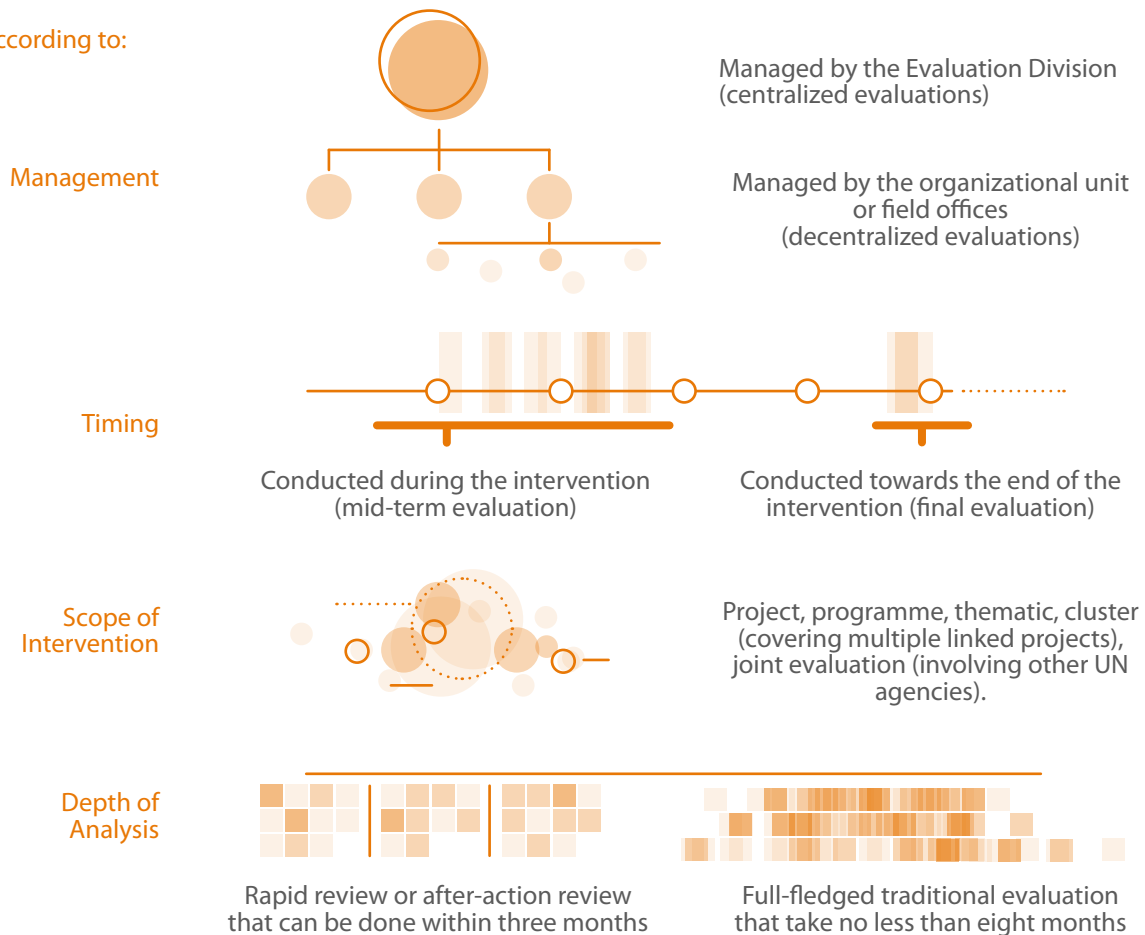 ccording to:
Managed by the Evaluation Division
(centralized evaluations)
Management
Managed by the organizational unit
or field offices
(decentralized evaluations)
Timing
Conducted during the intervention
(mid-term evaluation)
Conducted towards the end of the
intervention (final evaluation)
Scope of
Intervention
Project, programme, thematic, cluster
(covering multiple linked projects),
joint evaluation (involving other UN
agencies).
Depth of
Analysis
Rapid review or after-action review
that can be done within three months
Full-fledged traditional evaluation
that take no less than eight months